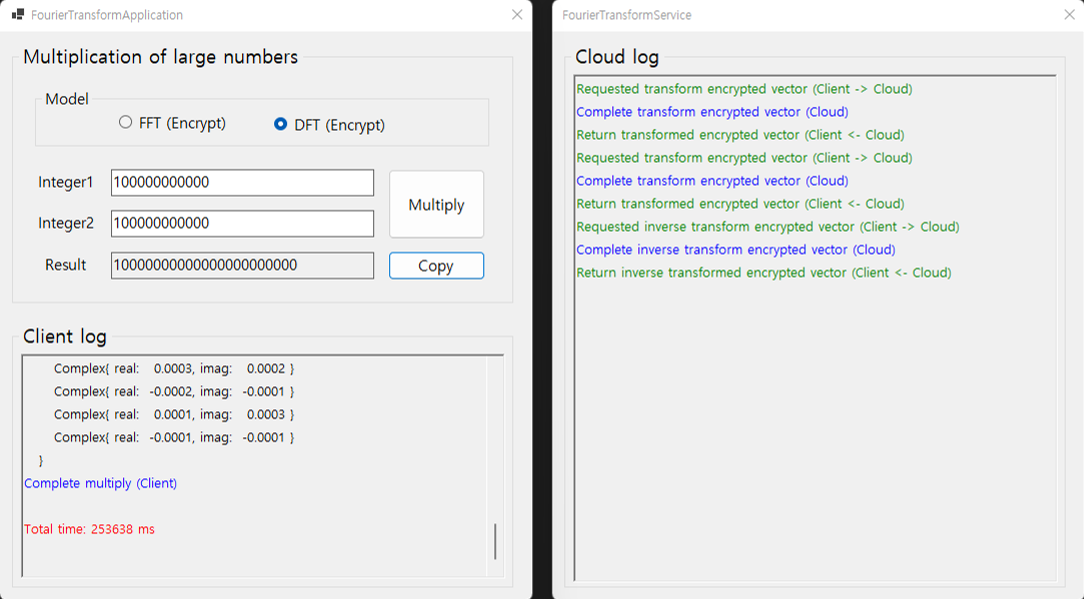 FourierTransformApplication
Multiplication of large numbers
Model
FFT (Encrypt)
DFT (Encrypt)
Integer1
100000000000
Integer2
100000000000
Multiply
Result
10000000000000000000000
Copy
Client log
Complex{ real: 0.0003, imag: 0.0002 }
Complex{ real: -0.0002, imag: -0.0001 }
Complex{ real: 0.0001, imag: 0.0003 }
Complex{ real: -0.0001, imag: -0.0001 }
}
Complete multiply (Client)
Total time: 253638 ms
FourierTransformService
Cloud log
Requested transform encrypted vector (Client -> Cloud)
Complete transform encrypted vector (Cloud)
Return transformed encrypted vector (Client <- Cloud)
Requested transform encrypted vector (Client -> Cloud)
Complete transform encrypted vector (Cloud)
Return transformed encrypted vector (Client <- Cloud)
Requested inverse transform encrypted vector (Client -> Cloud)
Complete inverse transform encrypted vector (Cloud)
Return inverse transformed encrypted vector (Client <- Cloud)